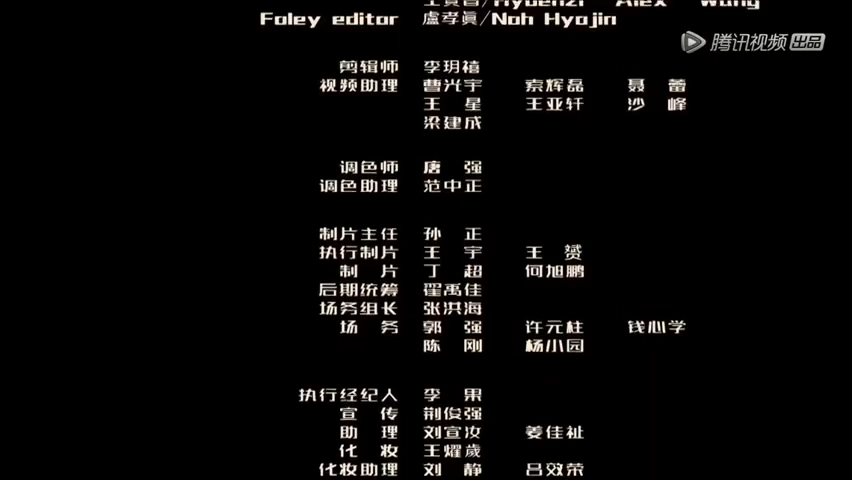 Foley editor 盧孝眞/Noh Hyojin
腾讯视频 出品
剪辑师 李玥禧
视频助理 曹光宇 索辉磊 聂 蕾
王 星 王亚轩 沙 峰
梁建成
调色师 唐 强
调色助理 范中正
制片主任 孙 正
执行制片 王 宇 王 赟
制 片 丁 超 何旭鹏
后期统筹 翟禹佳
场务组长 张洪海
场 务 郭 强 许元柱 钱心学
陈 刚 杨小园
执行经纪人 李 果
宣 传 荆俊强
助 理 刘宣汝 姜佳祉
化 妆 王燿歲
化妆助理 刘 静 吕效荣